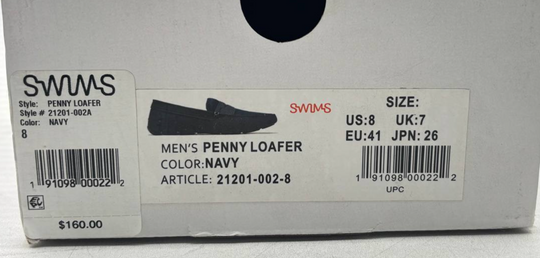 SWIMS
Style: PENNY LOAFER
Style # 21201-002A
Color: NAVY
8
1 91098 00022 2
$160.00
SWIMS
MEN'S PENNY LOAFER
COLOR:NAVY
ARTICLE: 21201-002-8
SIZE:
US:8 UK:7
EU:41 JPN: 26
1 91098 00022 2
UPC